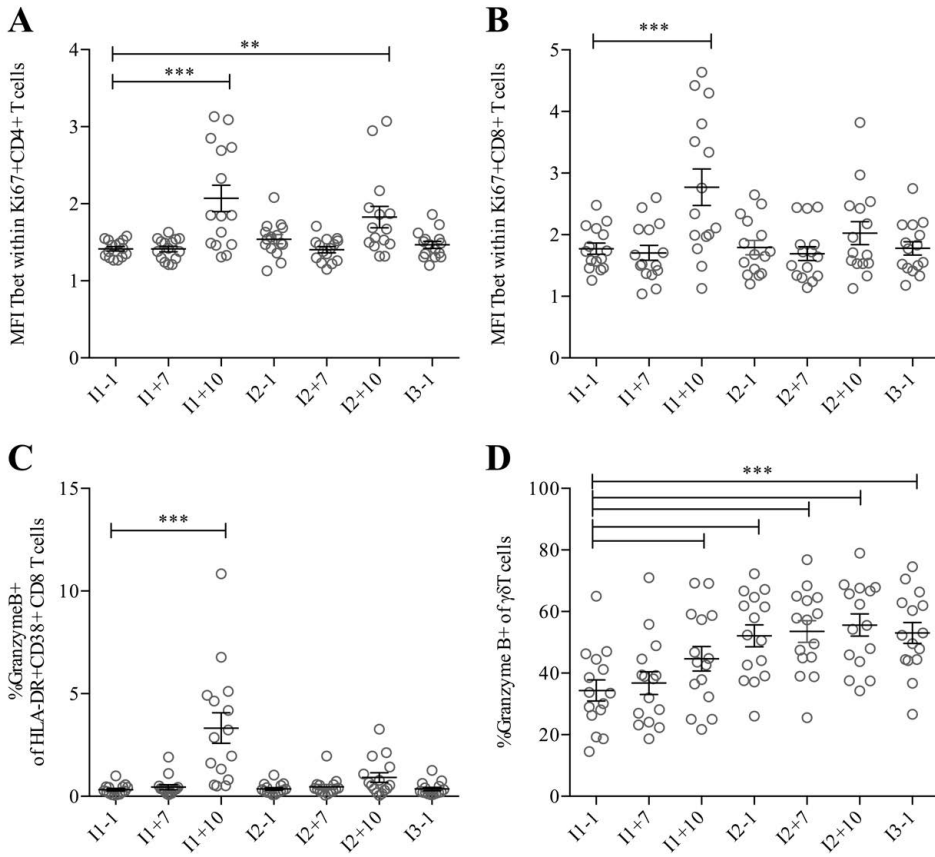 A
MFI Tbet within Ki67+CD4+ T cells
4
3
2
1
0
**
***
I1-1
I1+7
I1+10
I2-1
I2+7
I2+10
I3-1
B
MFI Tbet within Ki67+CD8+ T cells
5
4
3
2
1
0
***
I1-1
I1+7
I1+10
I2-1
I2+7
I2+10
I3-1
C
%GranzymeB+
of HLA-DR+CD38+ CD8 T cells
15
10
5
0
***
I1-1
I1+7
I1+10
I2-1
I2+7
I2+10
I3-1
D
%Granzyme B+ of γδT cells
100
80
60
40
20
0
***
I1-1
I1+7
I1+10
I2-1
I2+7
I2+10
I3-1